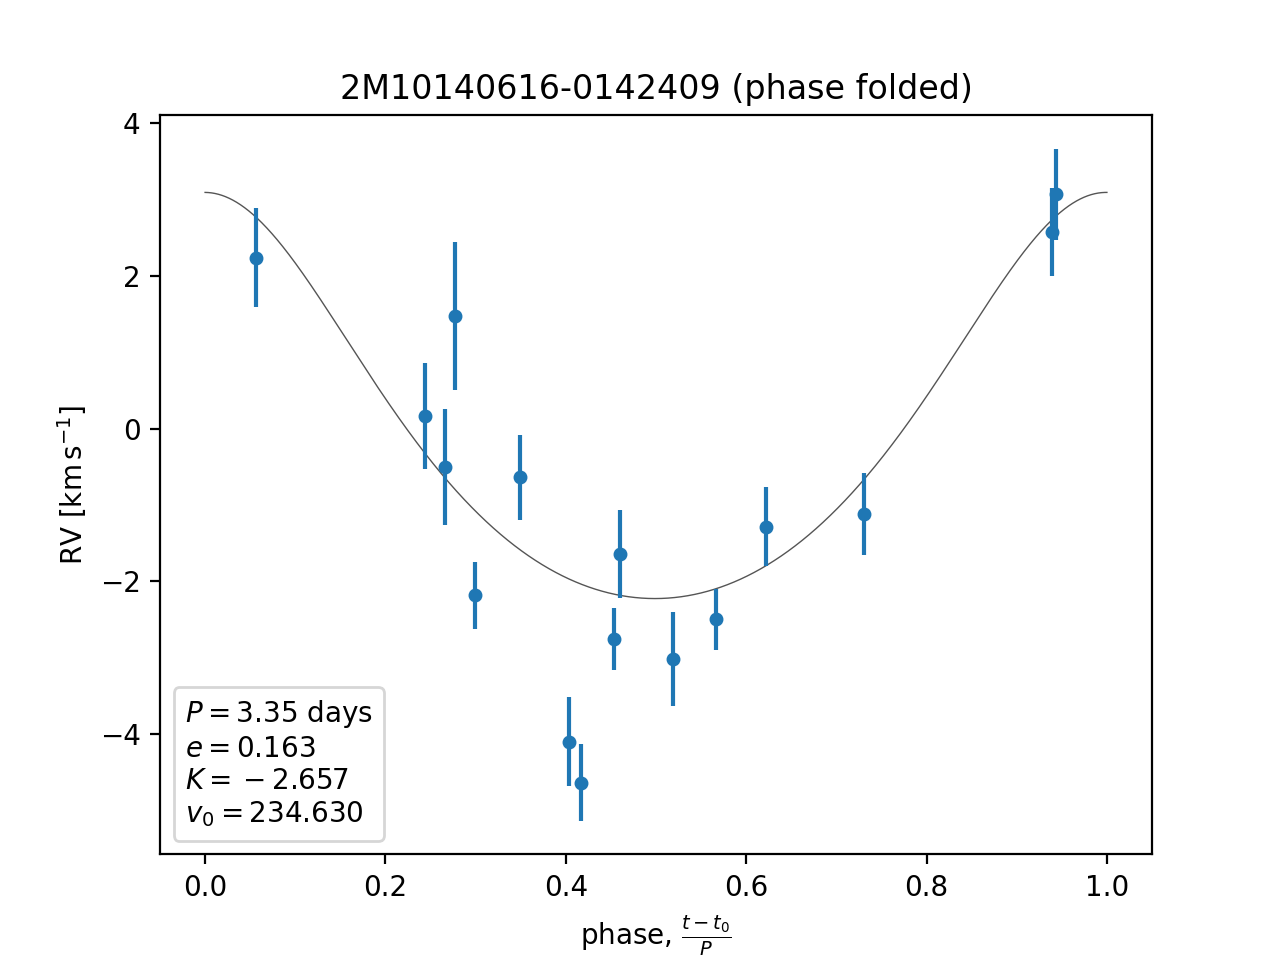 2M10140616-0142409 (phase folded)
4
2
0
−2
−4
RV [km s⁻¹]
P = 3.35 days
e = 0.163
K = −2.657
v₀ = 234.630
0.0 0.2 0.4 0.6 0.8 1.0
phase, (t − t₀)/P